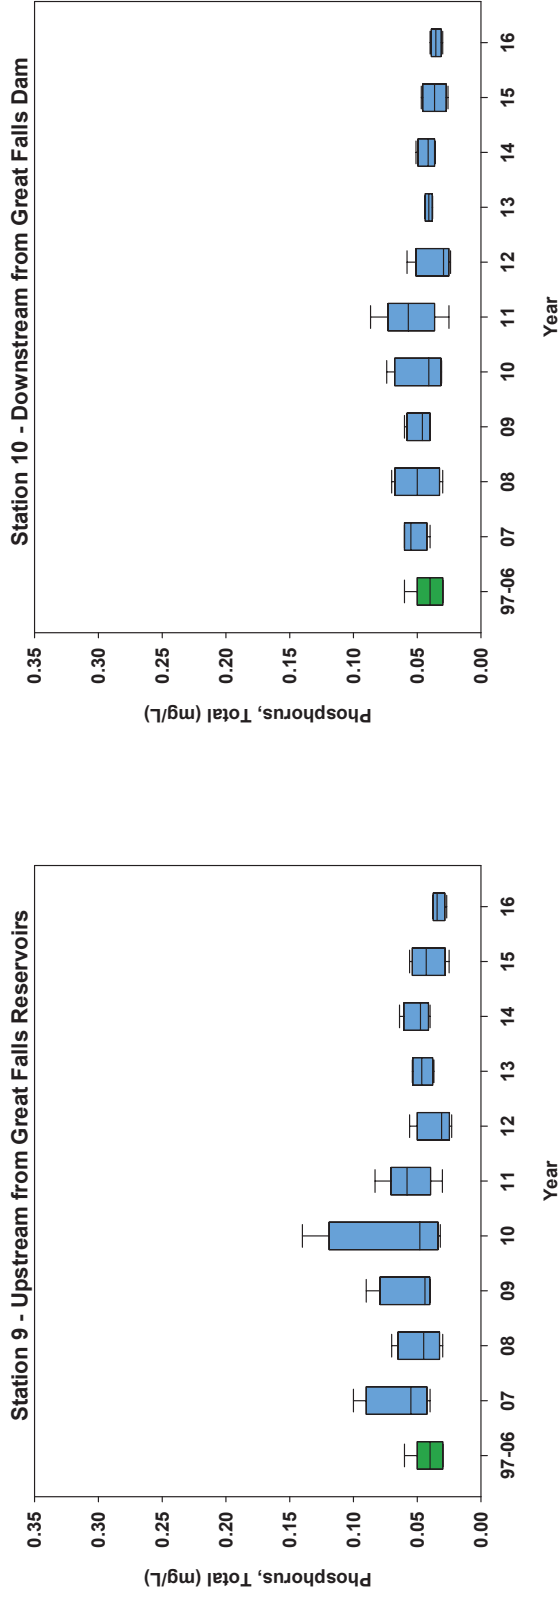 Station 9 - Upstream from Great Falls Reservoirs
Phosphorus, Total (mg/L)
0.35
0.30
0.25
0.20
0.15
0.10
0.05
0.00
97-06 07 08 09 10 11 12 13 14 15 16
Year
Station 10 - Downstream from Great Falls Dam
Phosphorus, Total (mg/L)
0.35
0.30
0.25
0.20
0.15
0.10
0.05
0.00
97-06 07 08 09 10 11 12 13 14 15 16
Year